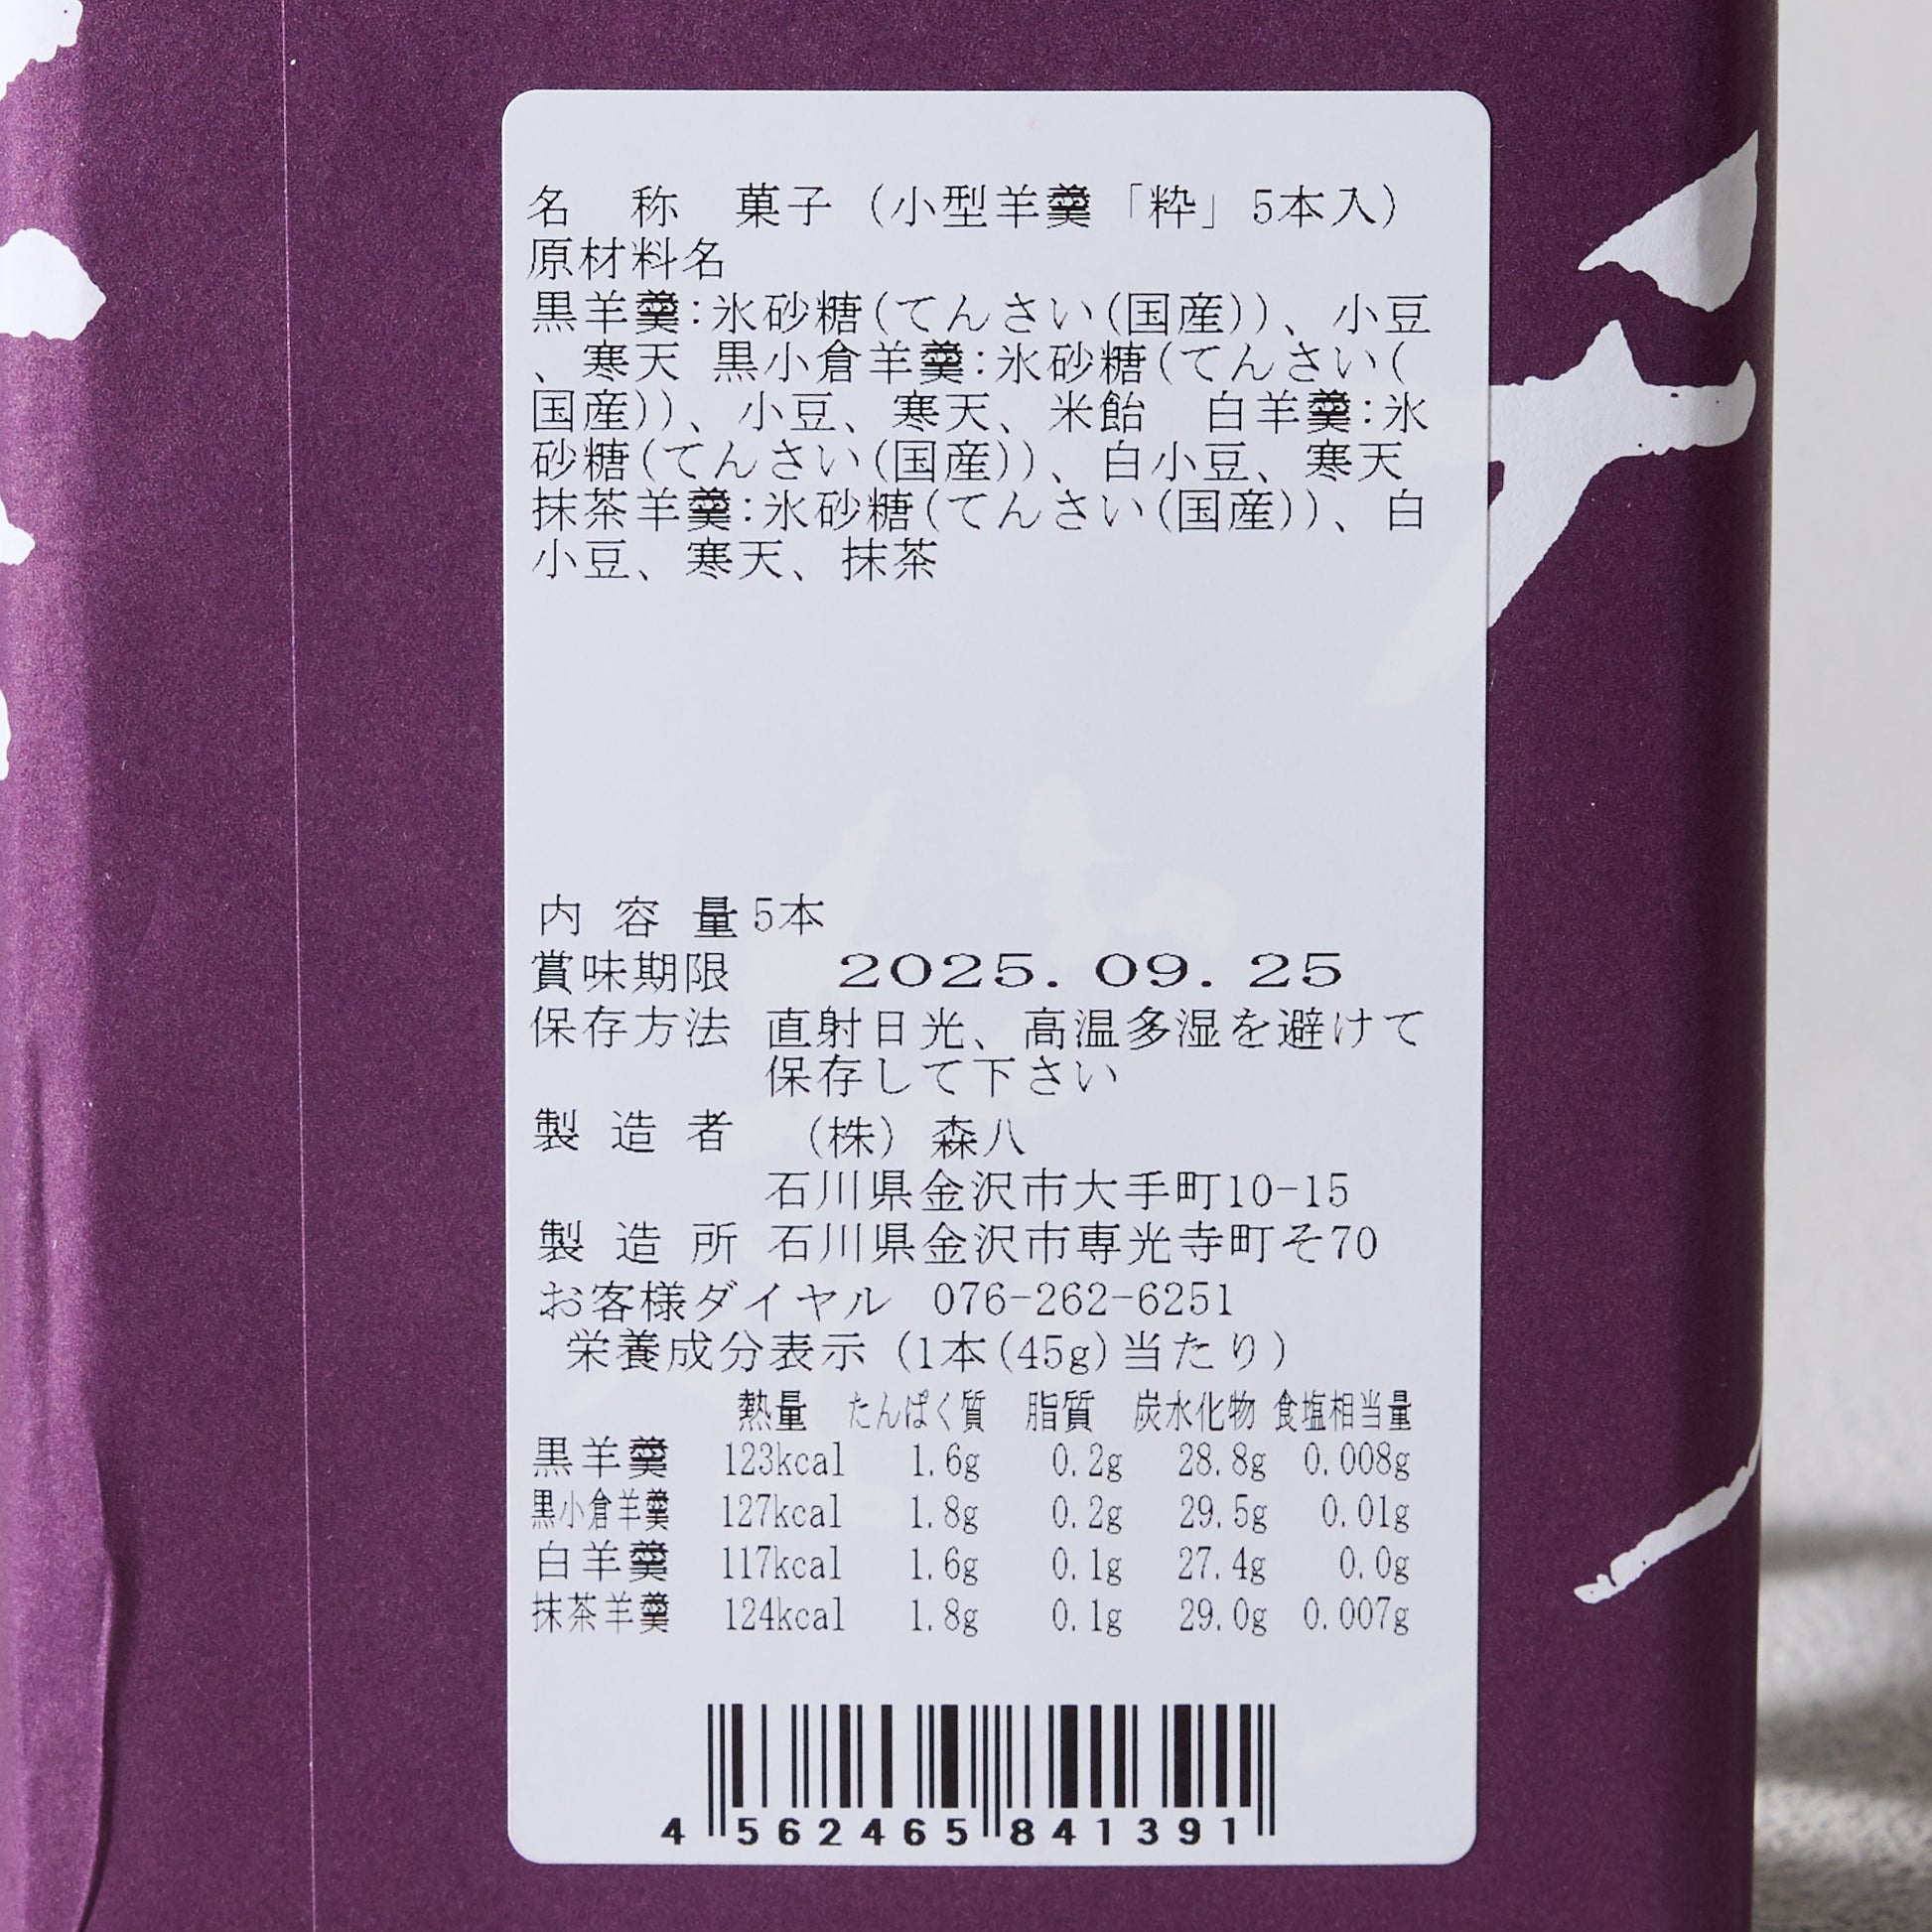 名　称　菓子（小型羊羹「粋」5本入）
原材料名
黒羊羹:氷砂糖(てんさい(国産))、小豆
、寒天 黒小倉羊羹:氷砂糖(てんさい(
国産))、小豆、寒天、米飴　白羊羹:氷
砂糖(てんさい(国産))、白小豆、寒天
抹茶羊羹:氷砂糖(てんさい(国産))、白
小豆、寒天、抹茶
内 容 量 5本
賞味期限　2025. 09. 25
保存方法 直射日光、高温多湿を避けて
保存して下さい
製 造 者　（株）森八
石川県金沢市大手町10-15
製 造 所 石川県金沢市専光寺町そ70
お客様ダイヤル 076-262-6251
栄養成分表示（1本(45g)当たり）
熱量 たんぱく質 脂質 炭水化物 食塩相当量
黒羊羹 123kcal 1.6g 0.2g 28.8g 0.008g
黒小倉羊羹 127kcal 1.8g 0.2g 29.5g 0.01g
白羊羹 117kcal 1.6g 0.1g 27.4g 0.0g
抹茶羊羹 124kcal 1.8g 0.1g 29.0g 0.007g
4 562465 841391